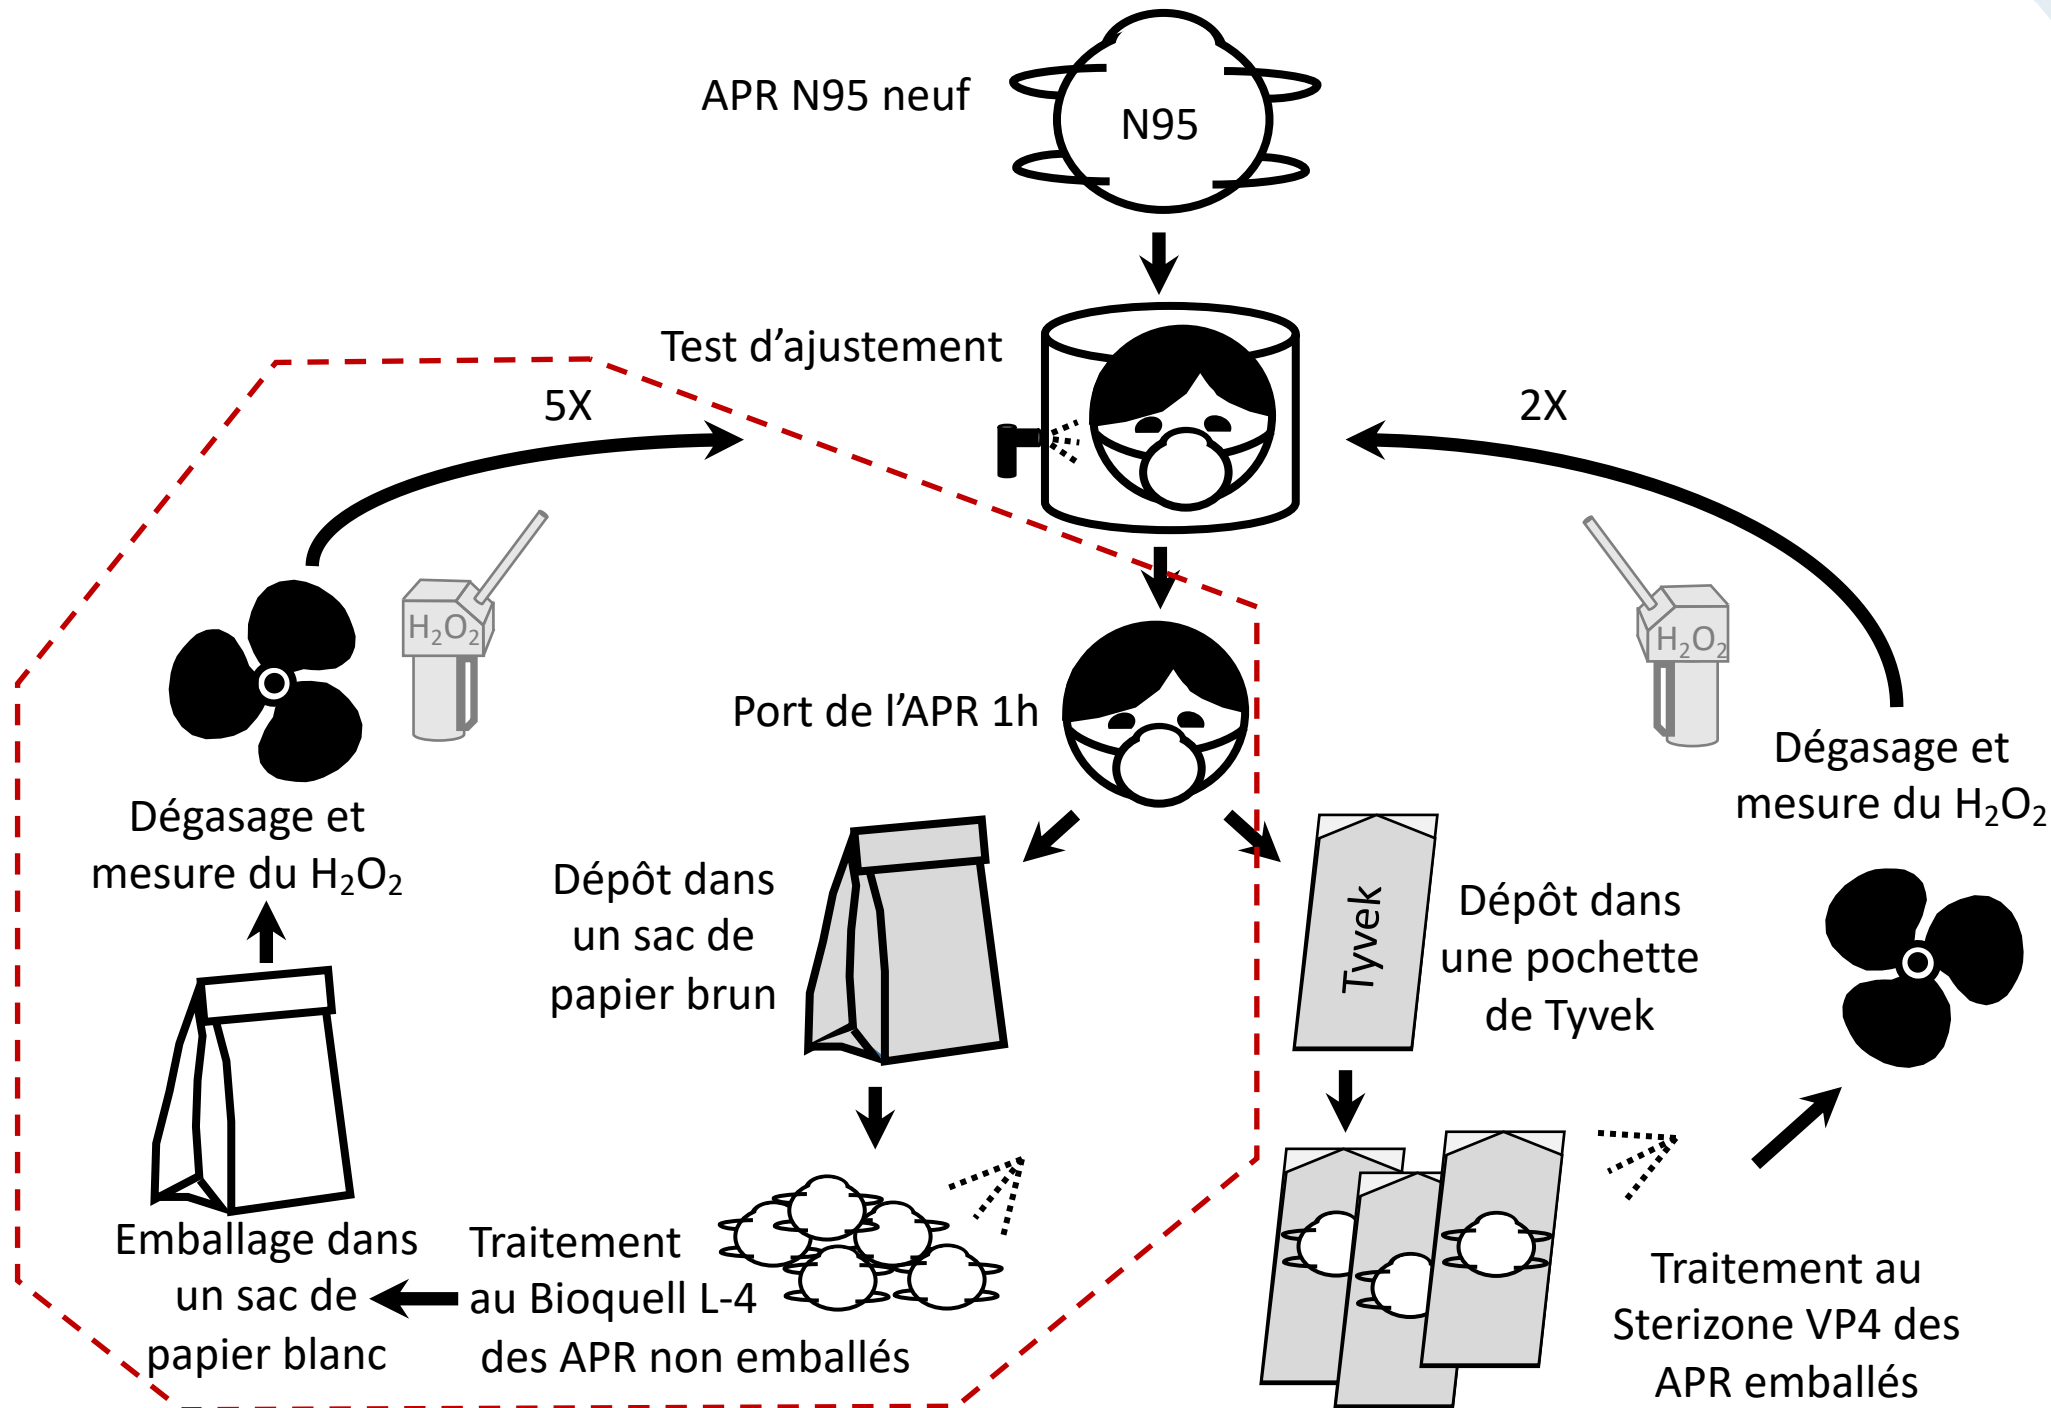 APR N95 neuf
N95
Test d’ajustement
5X
2X
H₂O₂
H₂O₂
Port de l’APR 1h
Dégasage et
mesure du H₂O₂
Dégasage et
mesure du H₂O₂
Dépôt dans
un sac de
papier brun
Tyvek
Dépôt dans
une pochette
de Tyvek
Emballage dans
un sac de
papier blanc
Traitement
au Bioquell L-4
des APR non emballés
Traitement au
Sterizone VP4 des
APR emballés